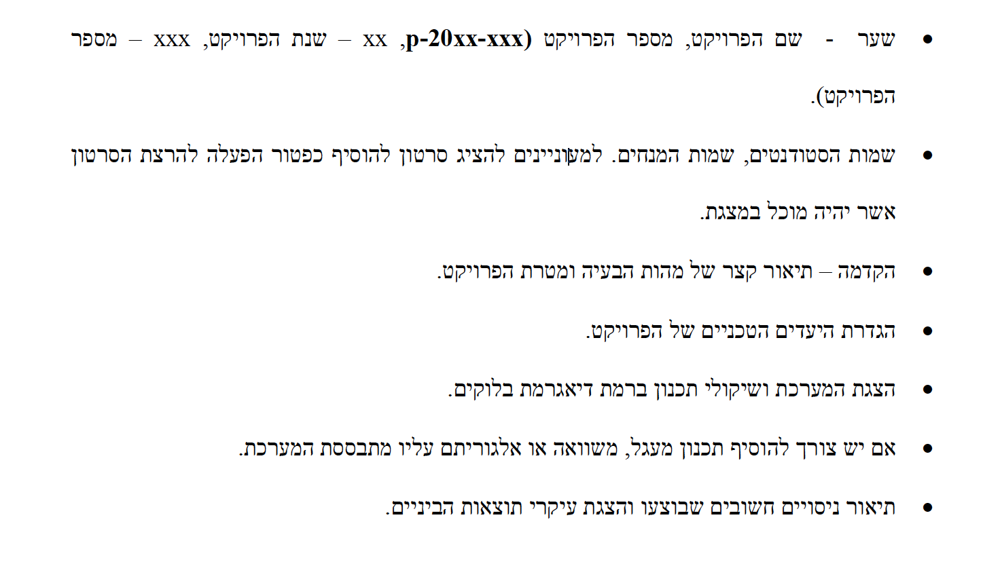 • שער - שם הפרויקט, מספר הפרויקט (p-20xx-xxx, xx – שנת הפרויקט, xxx – מספר
הפרויקט).
• שמות הסטודנטים, שמות המנחים. למעוניינים להציג סרטון להוסיף כפטור הפעלה להרצת הסרטון
אשר יהיה מוכל במצגת.
• הקדמה – תיאור קצר של מהות הבעיה ומטרת הפרויקט.
• הגדרת היעדים הטכניים של הפרויקט.
• הצגת המערכת ושיקולי תכנון ברמת דיאגרמת בלוקים.
• אם יש צורך להוסיף תכנון מעגל, משוואה או אלגוריתם עליו מתבססת המערכת.
• תיאור ניסויים חשובים שבוצעו והצגת עיקרי תוצאות הביניים.